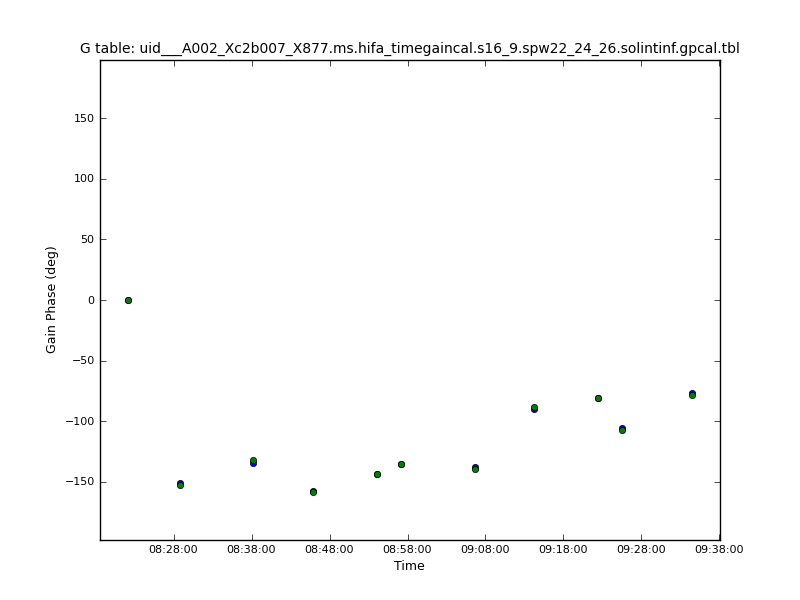 G table: uid___A002_Xc2b007_X877.ms.hifa_timegaincal.s16_9.spw22_24_26.solintinf.gpcal.tbl
Gain Phase (deg)
150
100
50
0
−50
−100
−150
08:28:00 08:38:00 08:48:00 08:58:00 09:08:00 09:18:00 09:28:00 09:38:00
Time